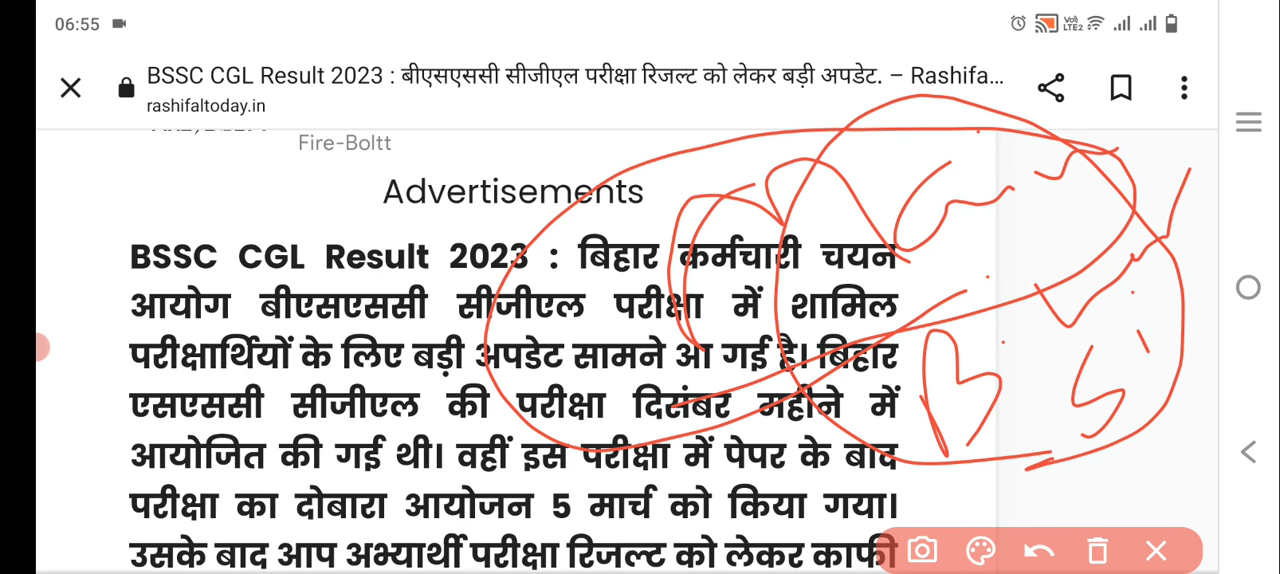 06:55 Vo) LTE2
BSSC CGL Result 2023 : बीएसएससी सीजीएल परीक्षा रिजल्ट को लेकर बड़ी अपडेट. – Rashifa...
rashifaltoday.in
Fire-Boltt
Advertisements
BSSC CGL Result 2023 : बिहार कर्मचारी चयन
आयोग बीएसएससी सीजीएल परीक्षा में शामिल
परीक्षार्थियों के लिए बड़ी अपडेट सामने आ गई है। बिहार
एसएससी सीजीएल की परीक्षा दिसंबर महीने में
आयोजित की गई थी। वहीं इस परीक्षा में पेपर के बाद
परीक्षा का दोबारा आयोजन 5 मार्च को किया गया।
उसके बाद आप अभ्यार्थी परीक्षा रिजल्ट को लेकर काफी